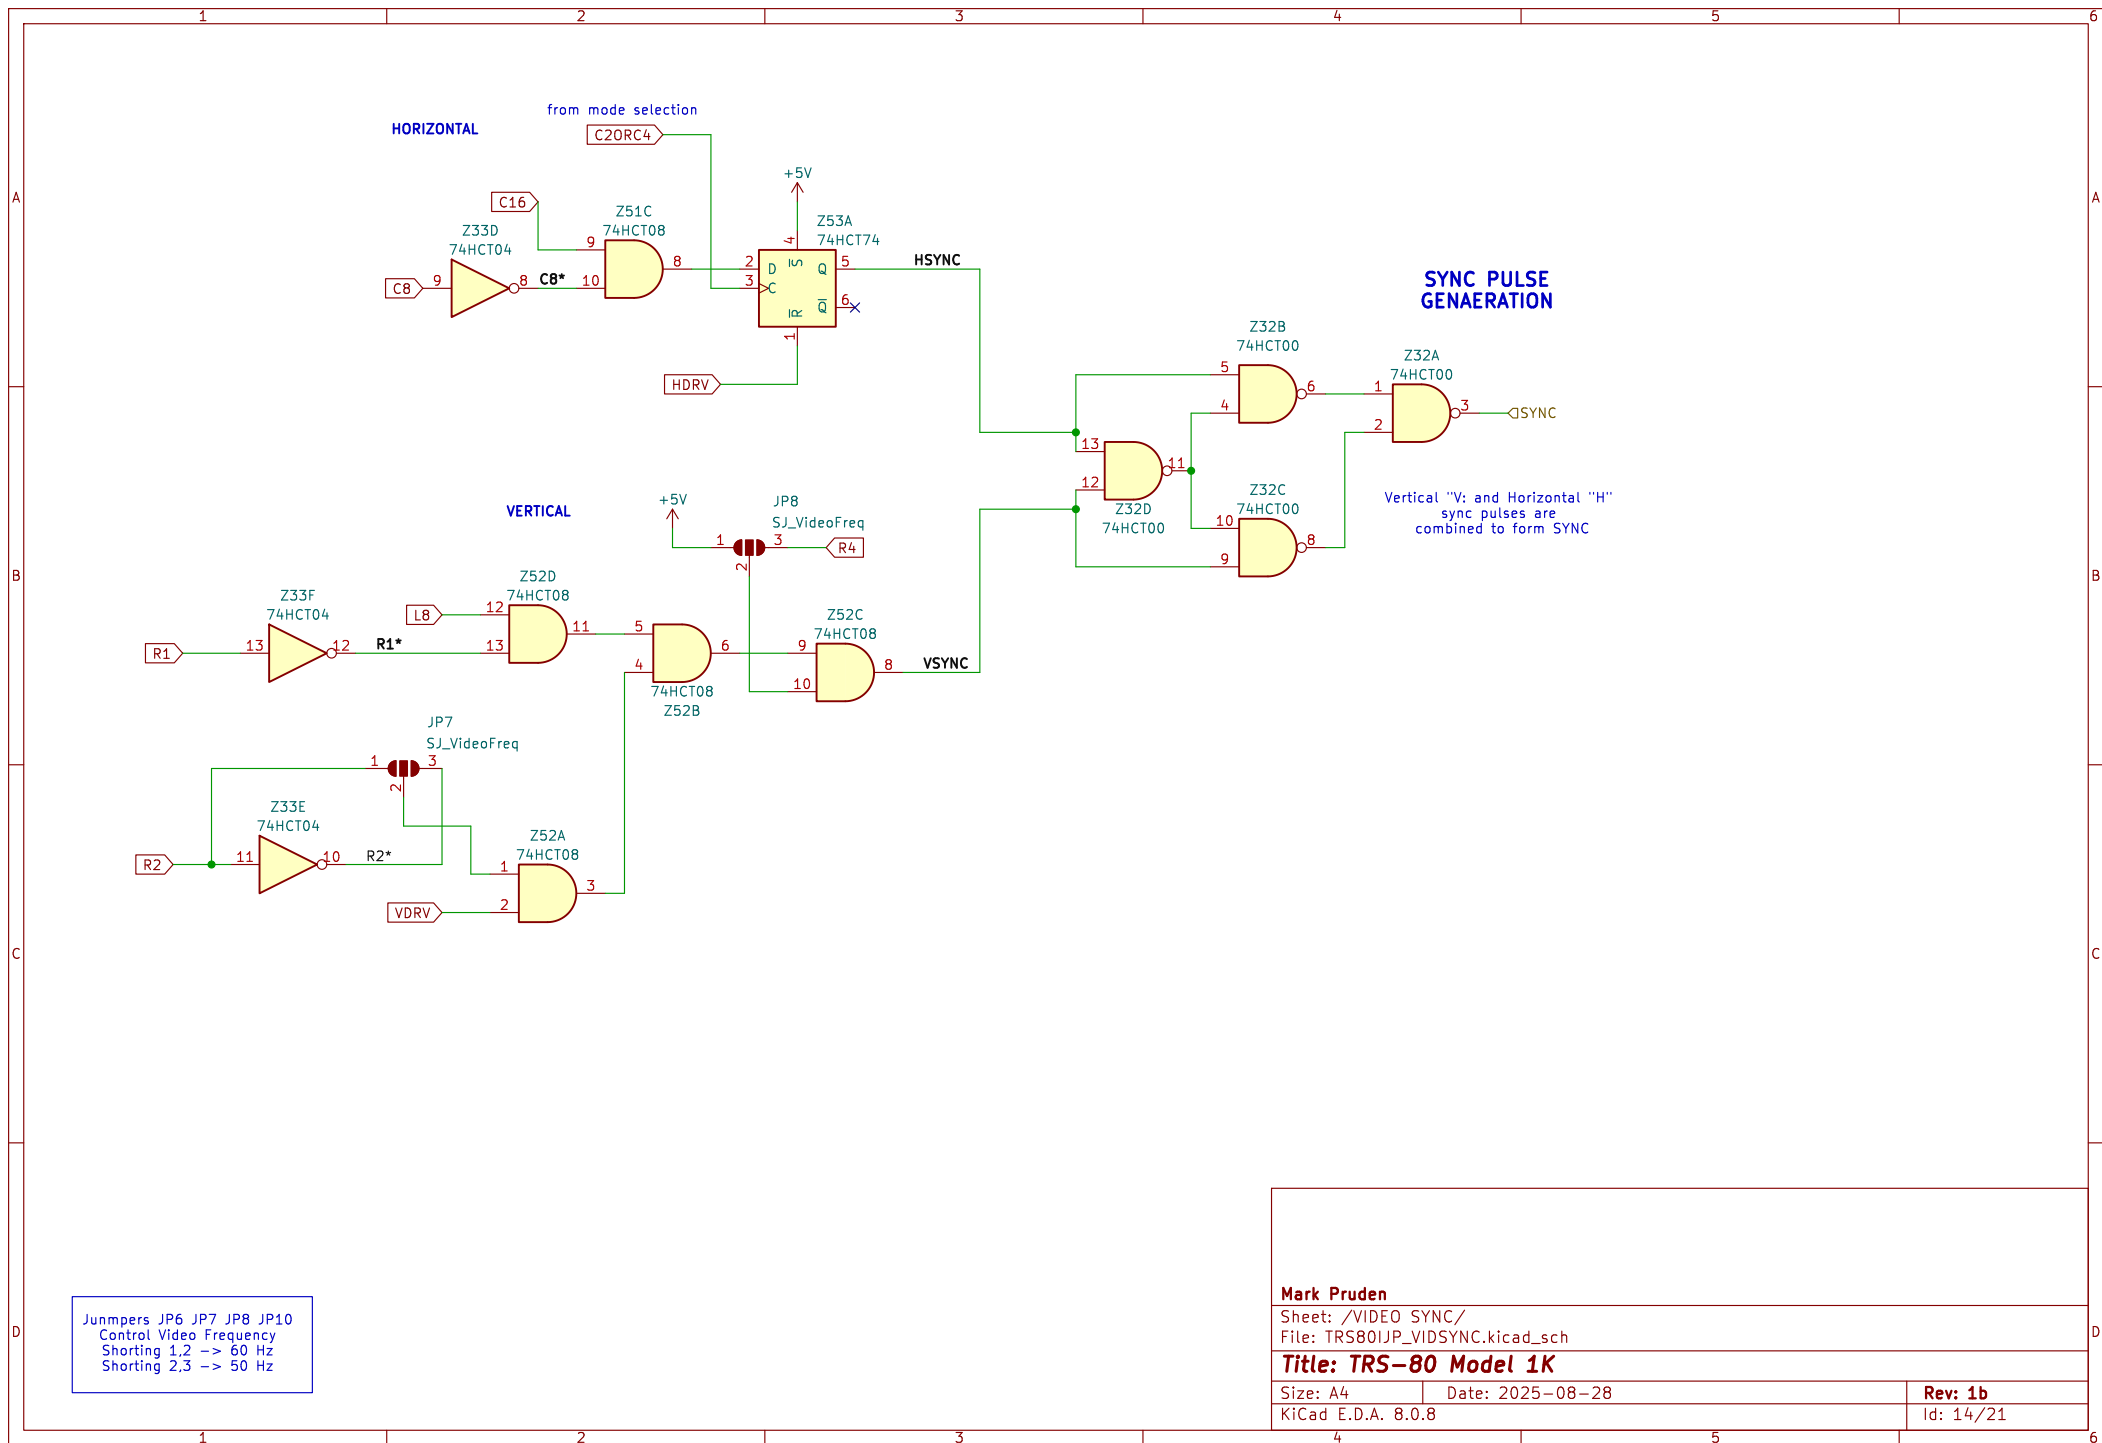 1 2 3 4 5 6
A A
B B
C C
D D
HORIZONTAL
from mode selection
C2ORC4
+5V
C16
Z51C
74HCT08
Z53A
74HCT74
Z33D
74HCT04
9
8
4
S
C8
9
8
C8*
10
2
D
Q
5
HSYNC
3
C
6
Q
R
1
HDRV
SYNC PULSE
GENAERATION
Z32B
74HCT00
5
6
4
Z32A
74HCT00
1
3
SYNC
2
13
11
12
Z32D
74HCT00
Z32C
74HCT00
10
8
9
Vertical "V: and Horizontal "H"
sync pulses are
combined to form SYNC
VERTICAL
+5V
JP8
SJ_VideoFreq
1
3
R4
2
Z33F
74HCT04
R1
13
12
R1*
Z52D
74HCT08
L8
12
11
13
5
6
4
74HCT08
Z52B
Z52C
74HCT08
9
8
VSYNC
10
JP7
SJ_VideoFreq
1
3
2
Z33E
74HCT04
R2
11
10
R2*
Z52A
74HCT08
1
3
VDRV
2
Junmpers JP6 JP7 JP8 JP10
Control Video Frequency
Shorting 1,2 -> 60 Hz
Shorting 2,3 -> 50 Hz
Mark Pruden
Sheet: /VIDEO SYNC/
File: TRS80IJP_VIDSYNC.kicad_sch
Title: TRS-80 Model 1K
Size: A4
Date: 2025-08-28
Rev: 1b
KiCad E.D.A. 8.0.8
Id: 14/21
1 2 3 4 5 6